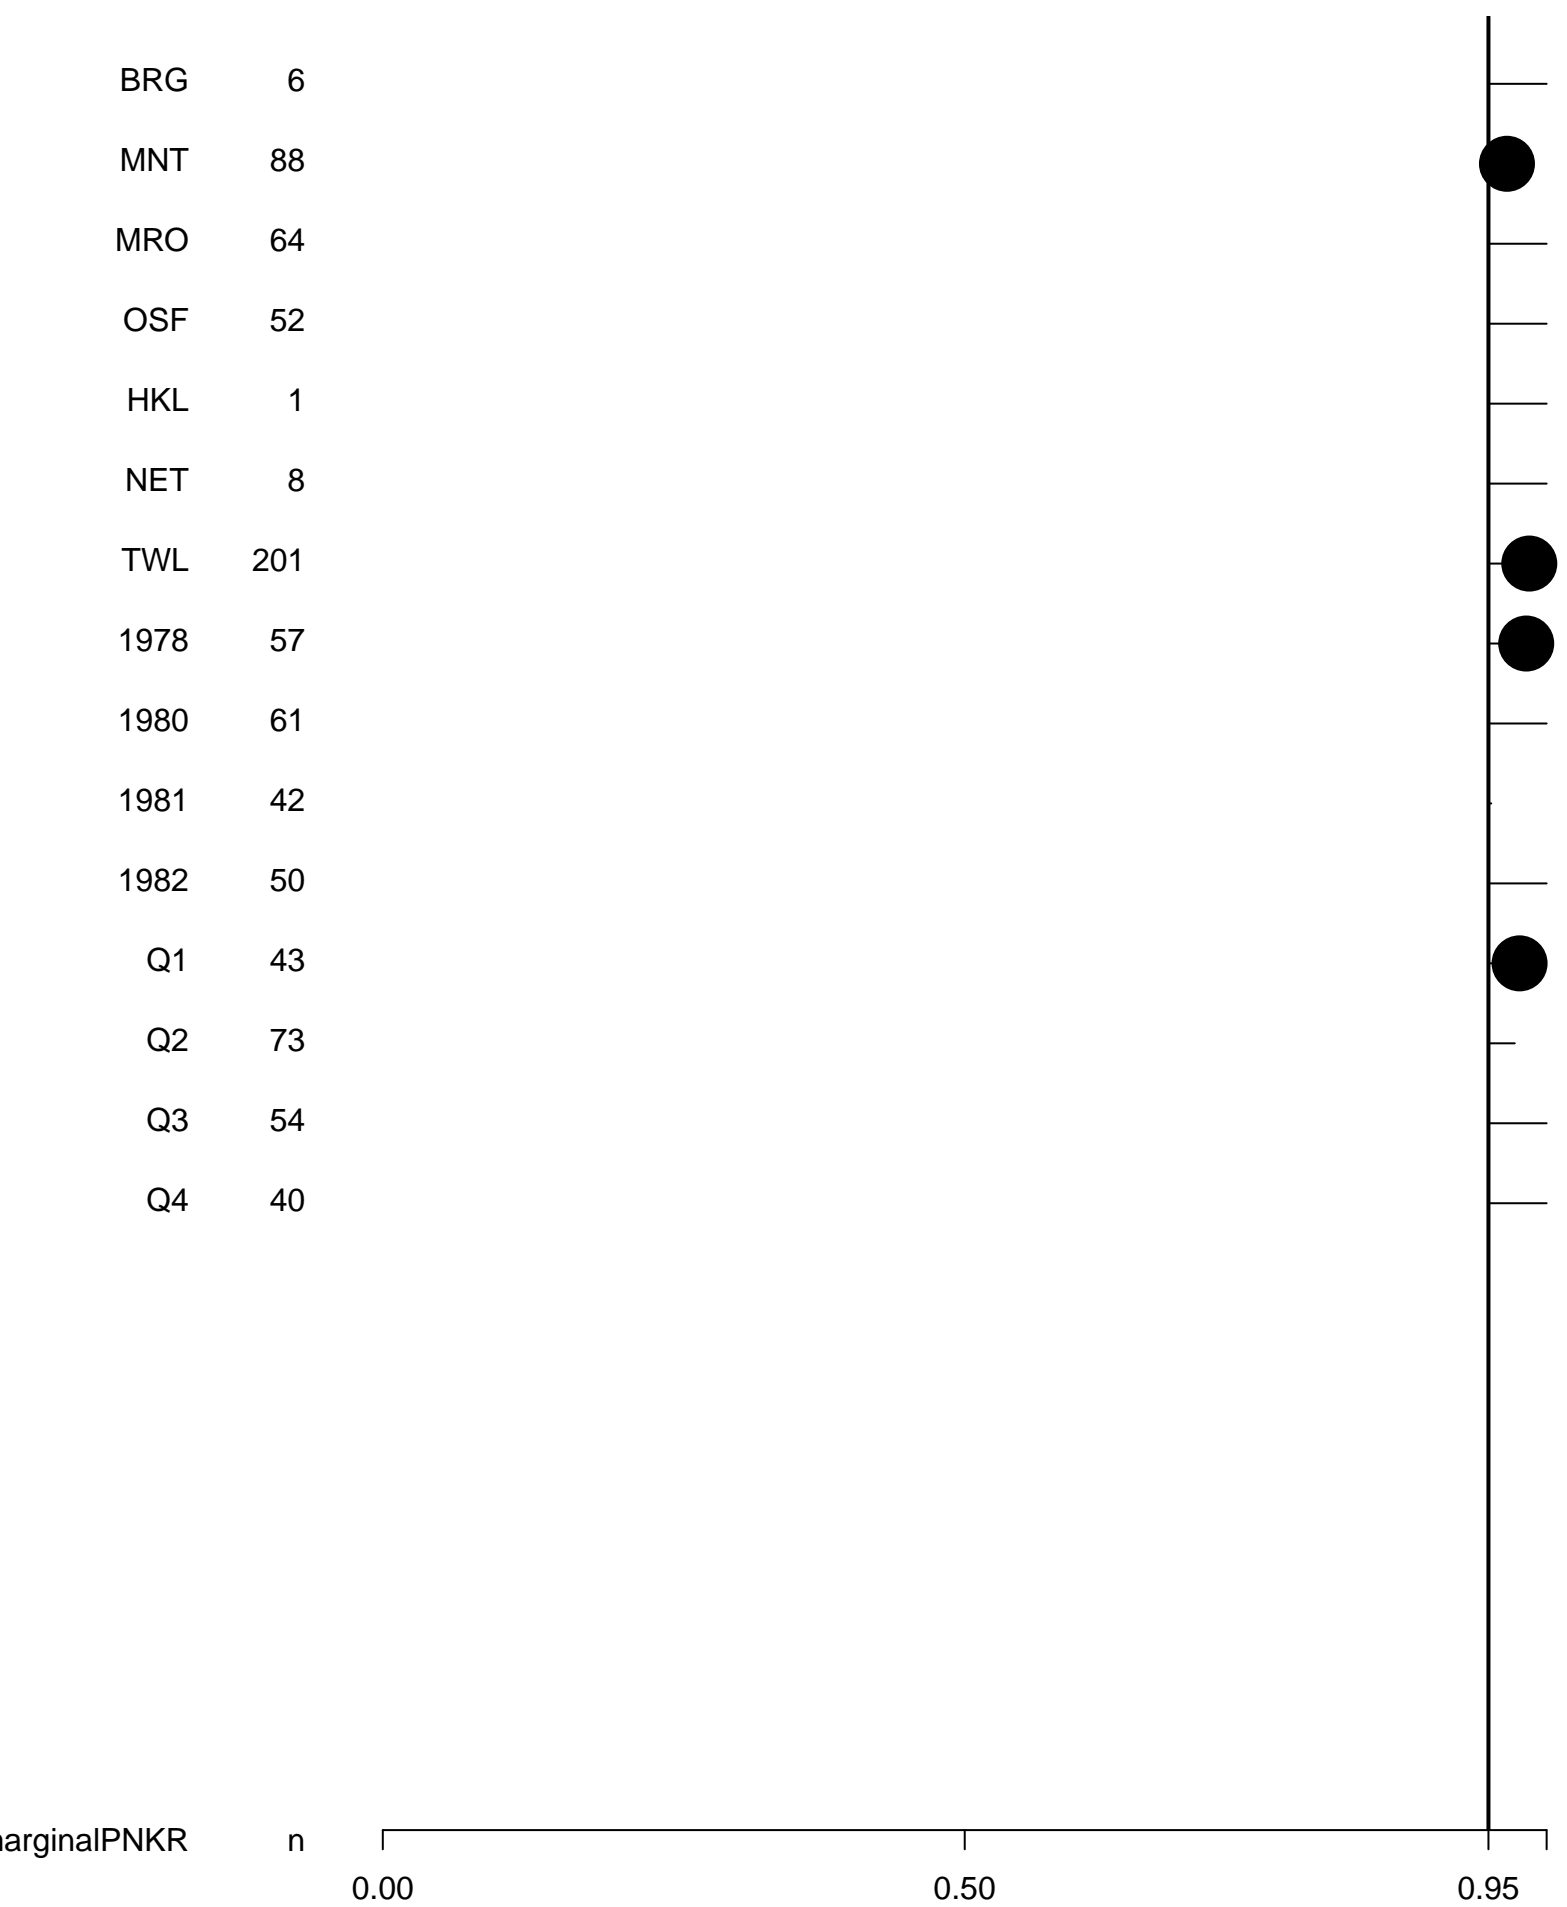 BRG 6
MNT 88
MRO 64
OSF 52
HKL 1
NET 8
TWL 201
1978 57
1980 61
1981 42
1982 50
Q1 43
Q2 73
Q3 54
Q4 40
arginalPNKR n
0.00 0.50 0.95